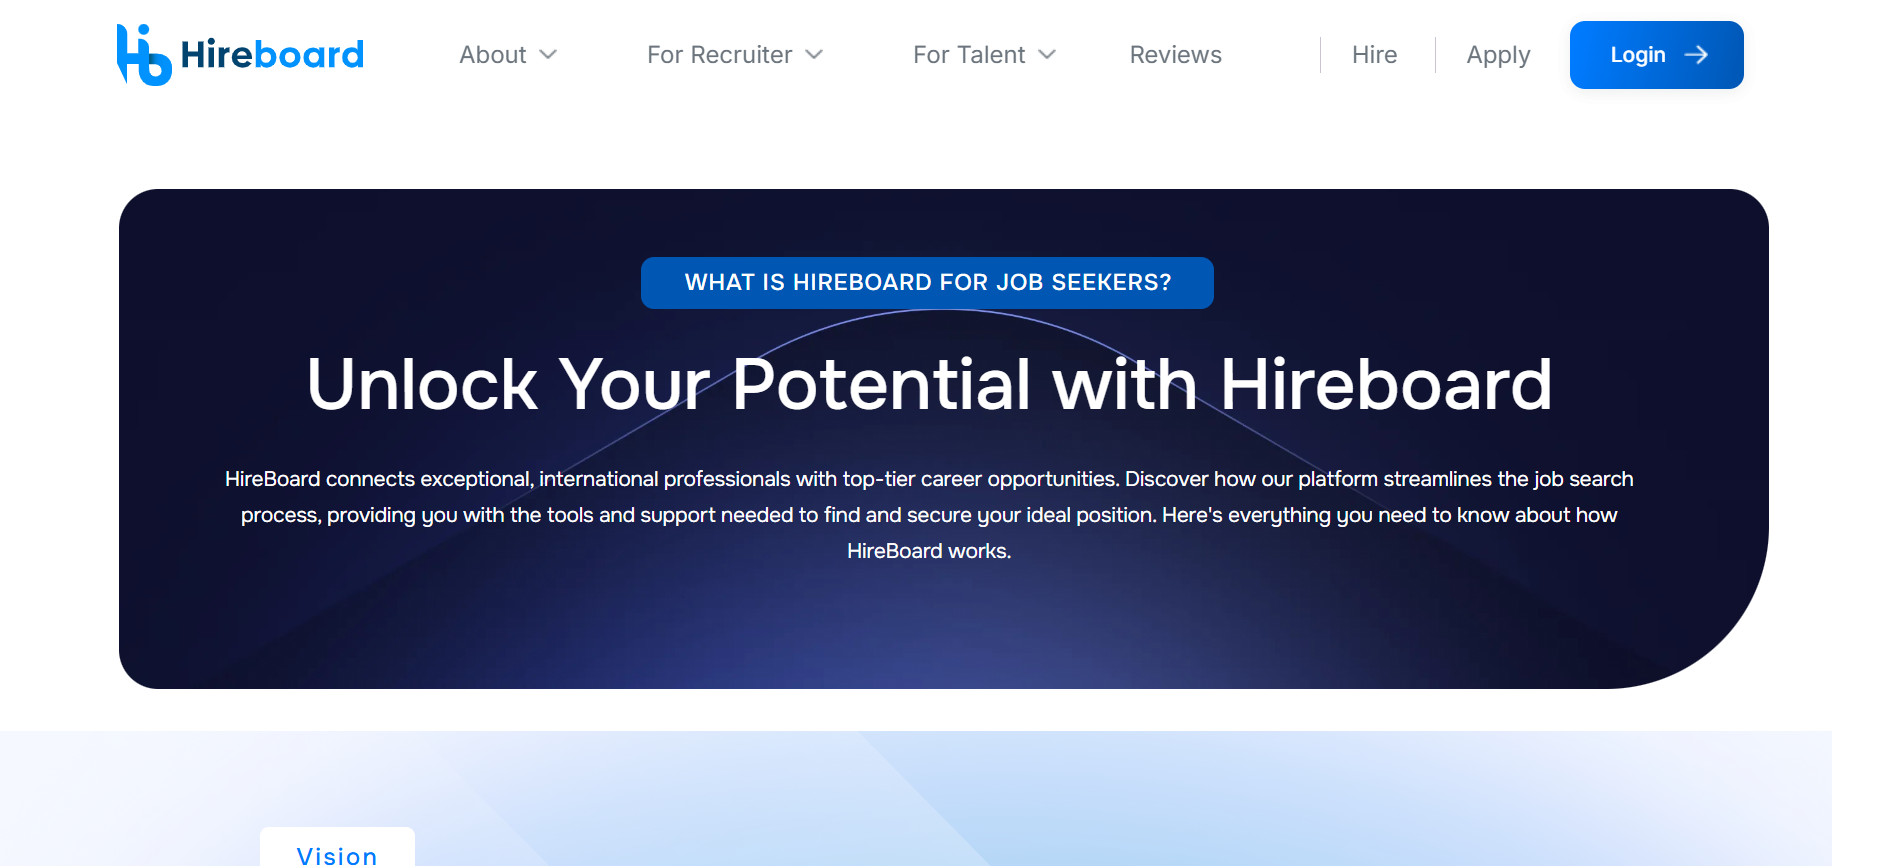 Hireboard
About
For Recruiter
For Talent
Reviews
Hire
Apply
Login
WHAT IS HIREBOARD FOR JOB SEEKERS?
Unlock Your Potential with Hireboard
HireBoard connects exceptional, international professionals with top-tier career opportunities. Discover how our platform streamlines the job search
process, providing you with the tools and support needed to find and secure your ideal position. Here's everything you need to know about how
HireBoard works.
Vision